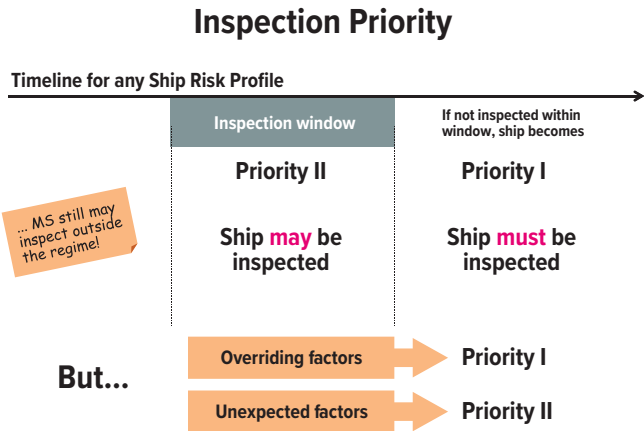 Inspection Priority
Timeline for any Ship Risk Profile
Inspection window
If not inspected within
window, ship becomes
Priority II
Priority I
... MS still may
inspect outside
the regime!
Ship may be
inspected
Ship must be
inspected
But...
Overriding factors
Priority I
Unexpected factors
Priority II